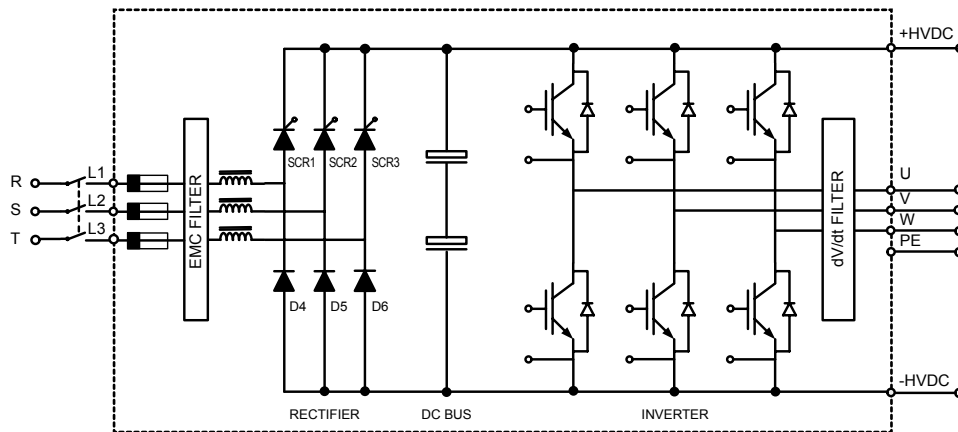 +HVDC
SCR1 SCR2 SCR3
R L1
S L2
T L3
EMC FILTER
dV/dt FILTER
U
V
W
PE
D4 D5 D6
-HVDC
RECTIFIER DC BUS INVERTER